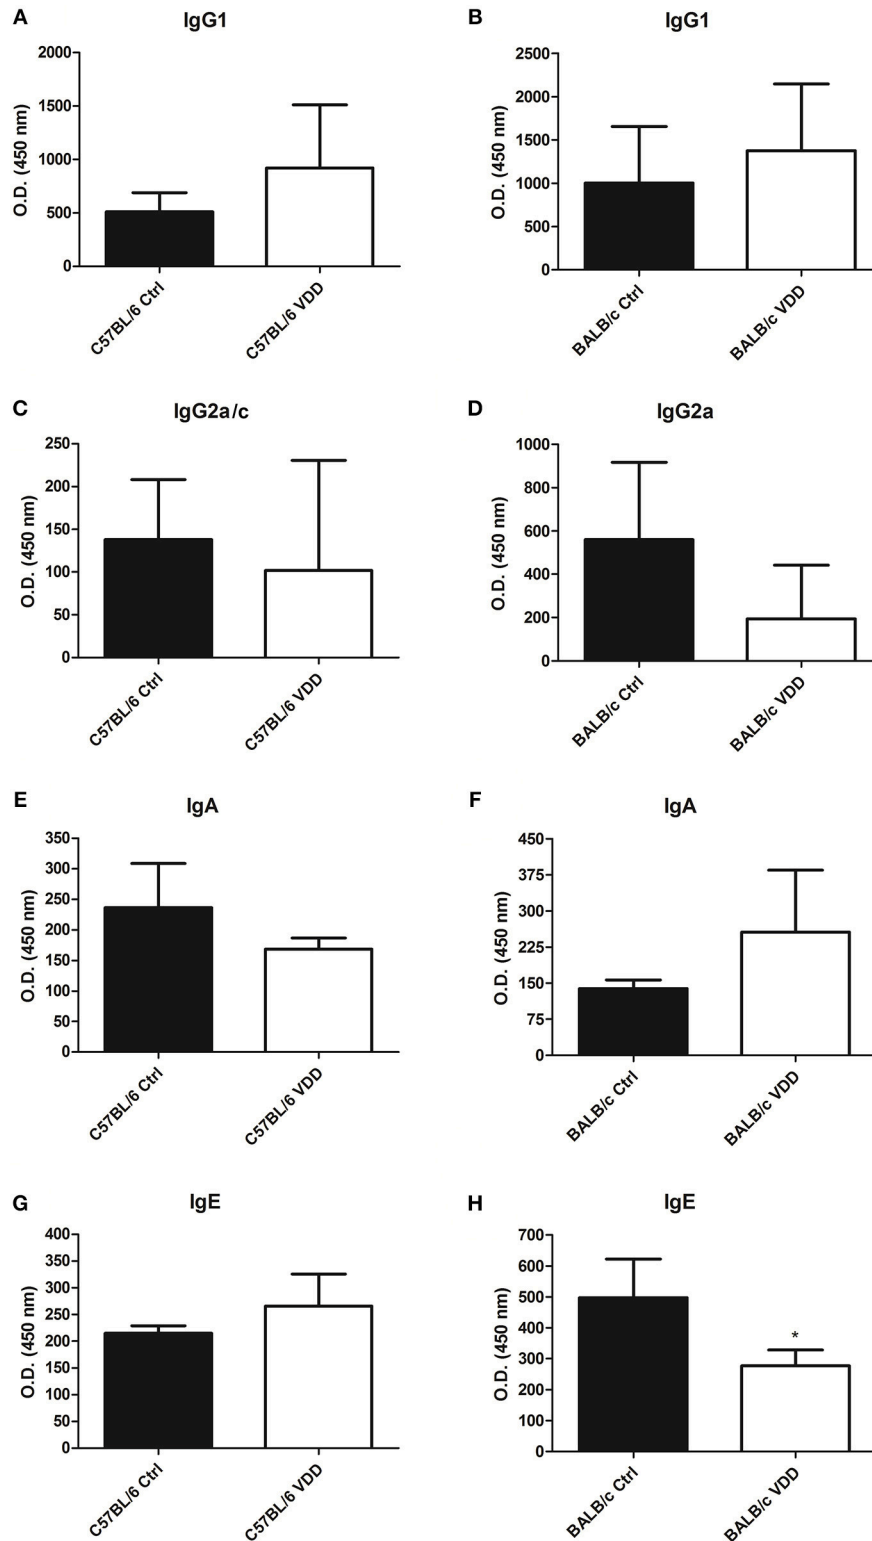 A
IgG1
O.D. (450 nm)
2000
1500
1000
500
0
C57BL/6 Ctrl
C57BL/6 VDD
B
IgG1
O.D. (450 nm)
2500
2000
1500
1000
500
0
BALB/c Ctrl
BALB/c VDD
C
IgG2a/c
O.D. (450 nm)
250
200
150
100
50
0
C57BL/6 Ctrl
C57BL/6 VDD
D
IgG2a
O.D. (450 nm)
1000
800
600
400
200
0
BALB/c Ctrl
BALB/c VDD
E
IgA
O.D. (450 nm)
350
300
250
200
150
100
50
0
C57BL/6 Ctrl
C57BL/6 VDD
F
IgA
O.D. (450 nm)
450
375
300
225
150
75
0
BALB/c Ctrl
BALB/c VDD
G
IgE
O.D. (450 nm)
400
350
300
250
200
150
100
50
0
C57BL/6 Ctrl
C57BL/6 VDD
H
IgE
O.D. (450 nm)
700
600
500
400
300
200
100
0
*
BALB/c Ctrl
BALB/c VDD